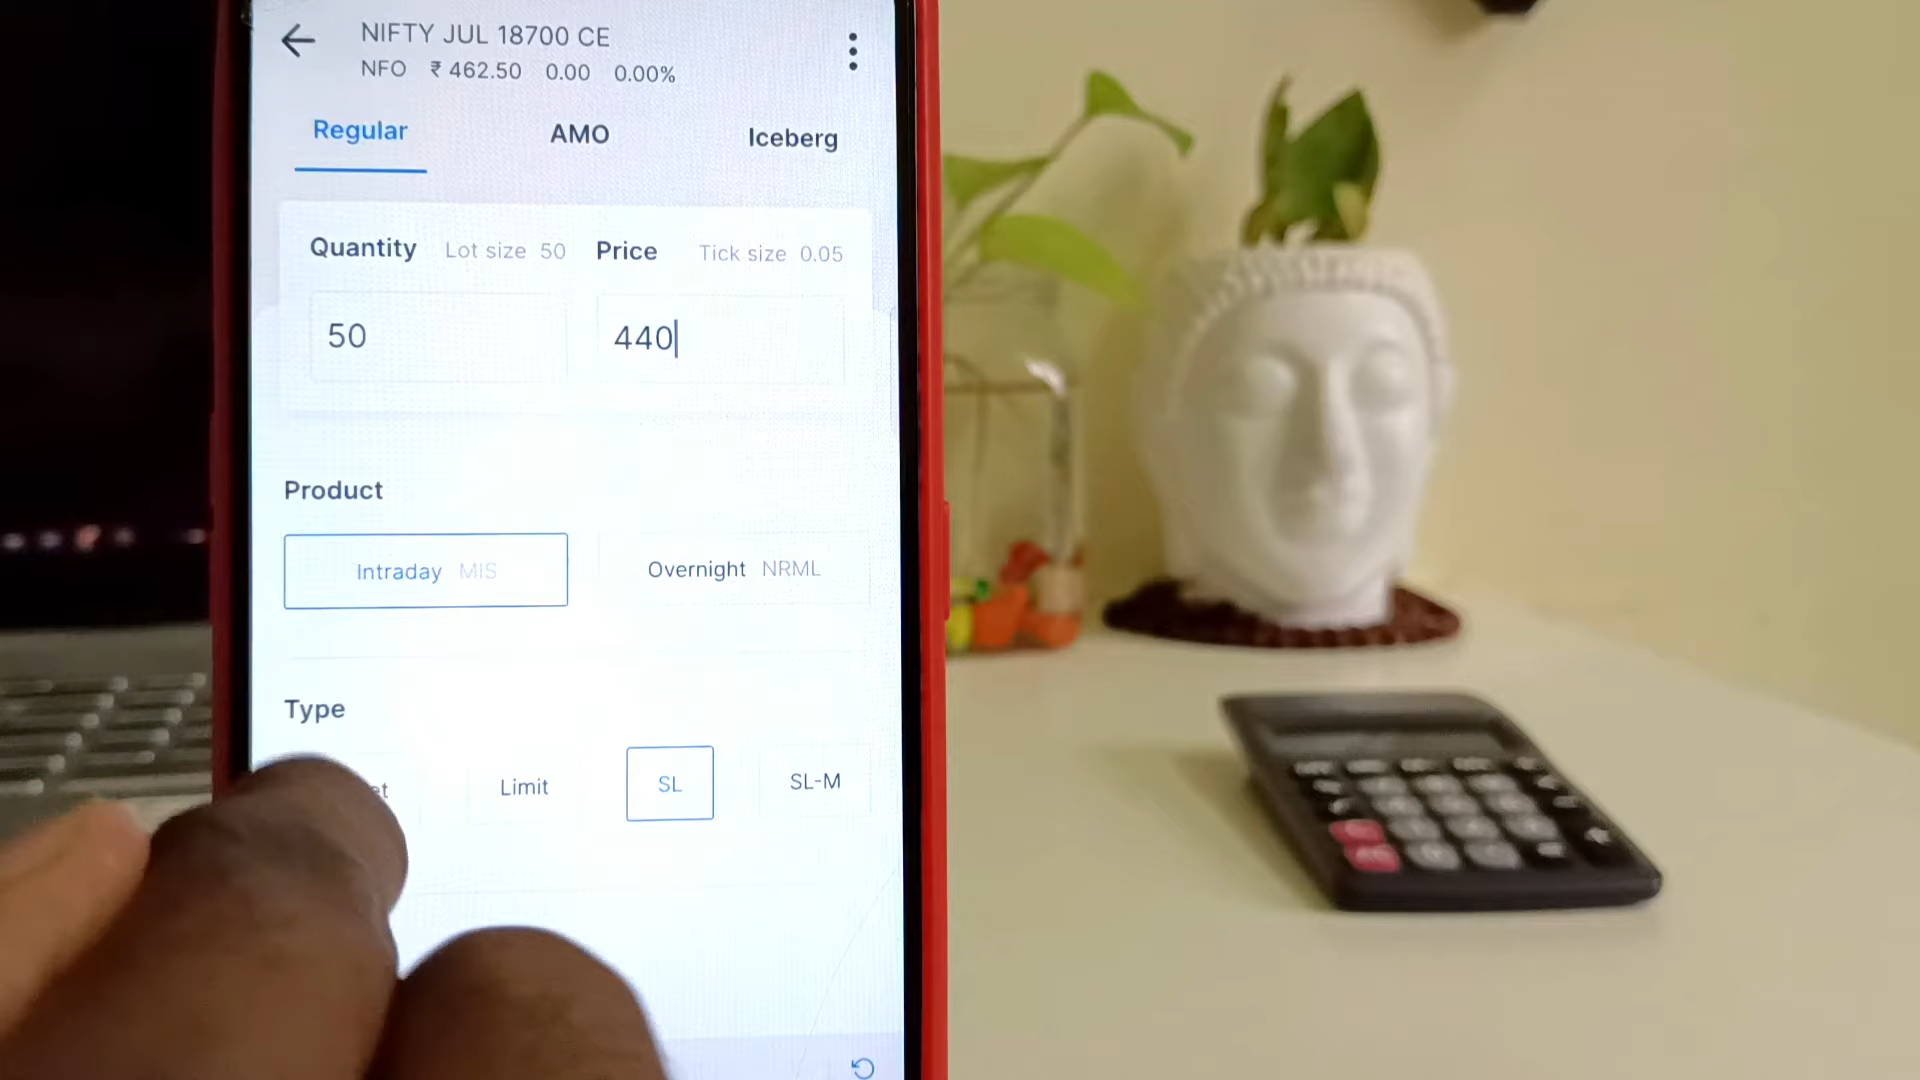 NIFTY JUL 18700 CE
NFO ₹ 462.50 0.00 0.00%
Regular AMO Iceberg
Quantity Lot size 50 Price Tick size 0.05
50 440
Product
Intraday MIS Overnight NRML
Type
et Limit SL SL-M